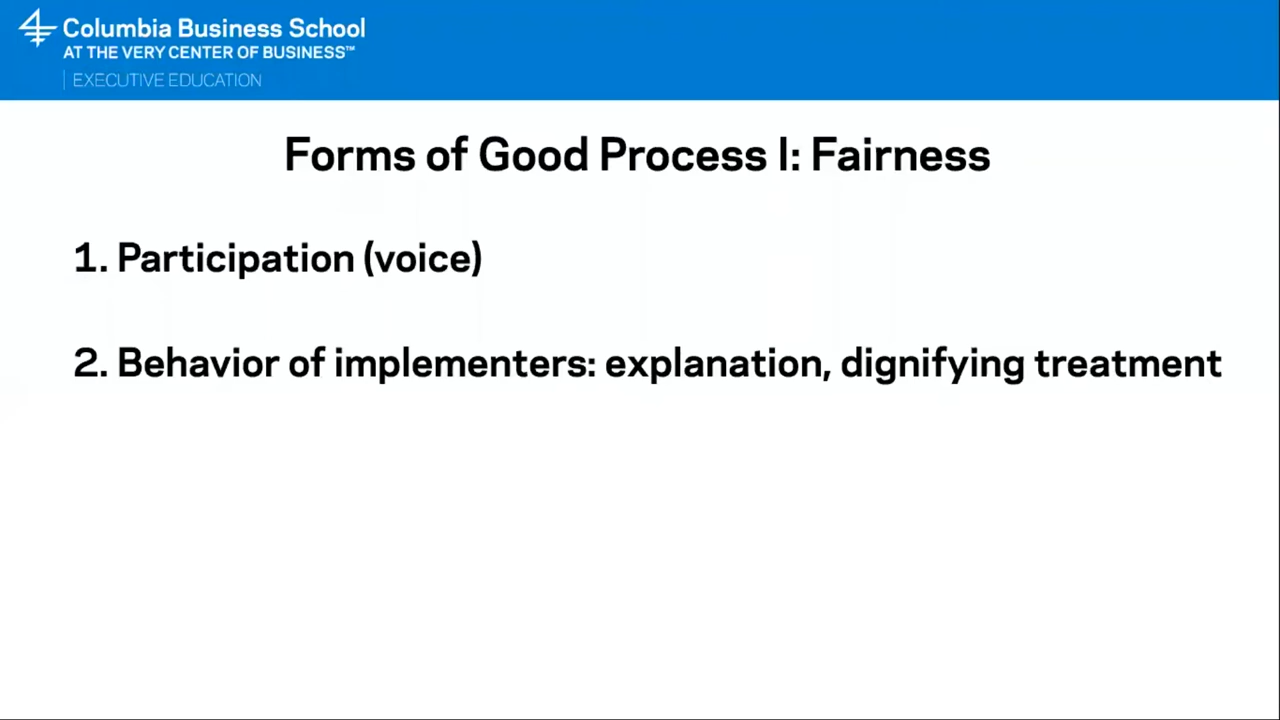 Columbia Business School
AT THE VERY CENTER OF BUSINESS™
EXECUTIVE EDUCATION
Forms of Good Process I: Fairness
1. Participation (voice)
2. Behavior of implementers: explanation, dignifying treatment